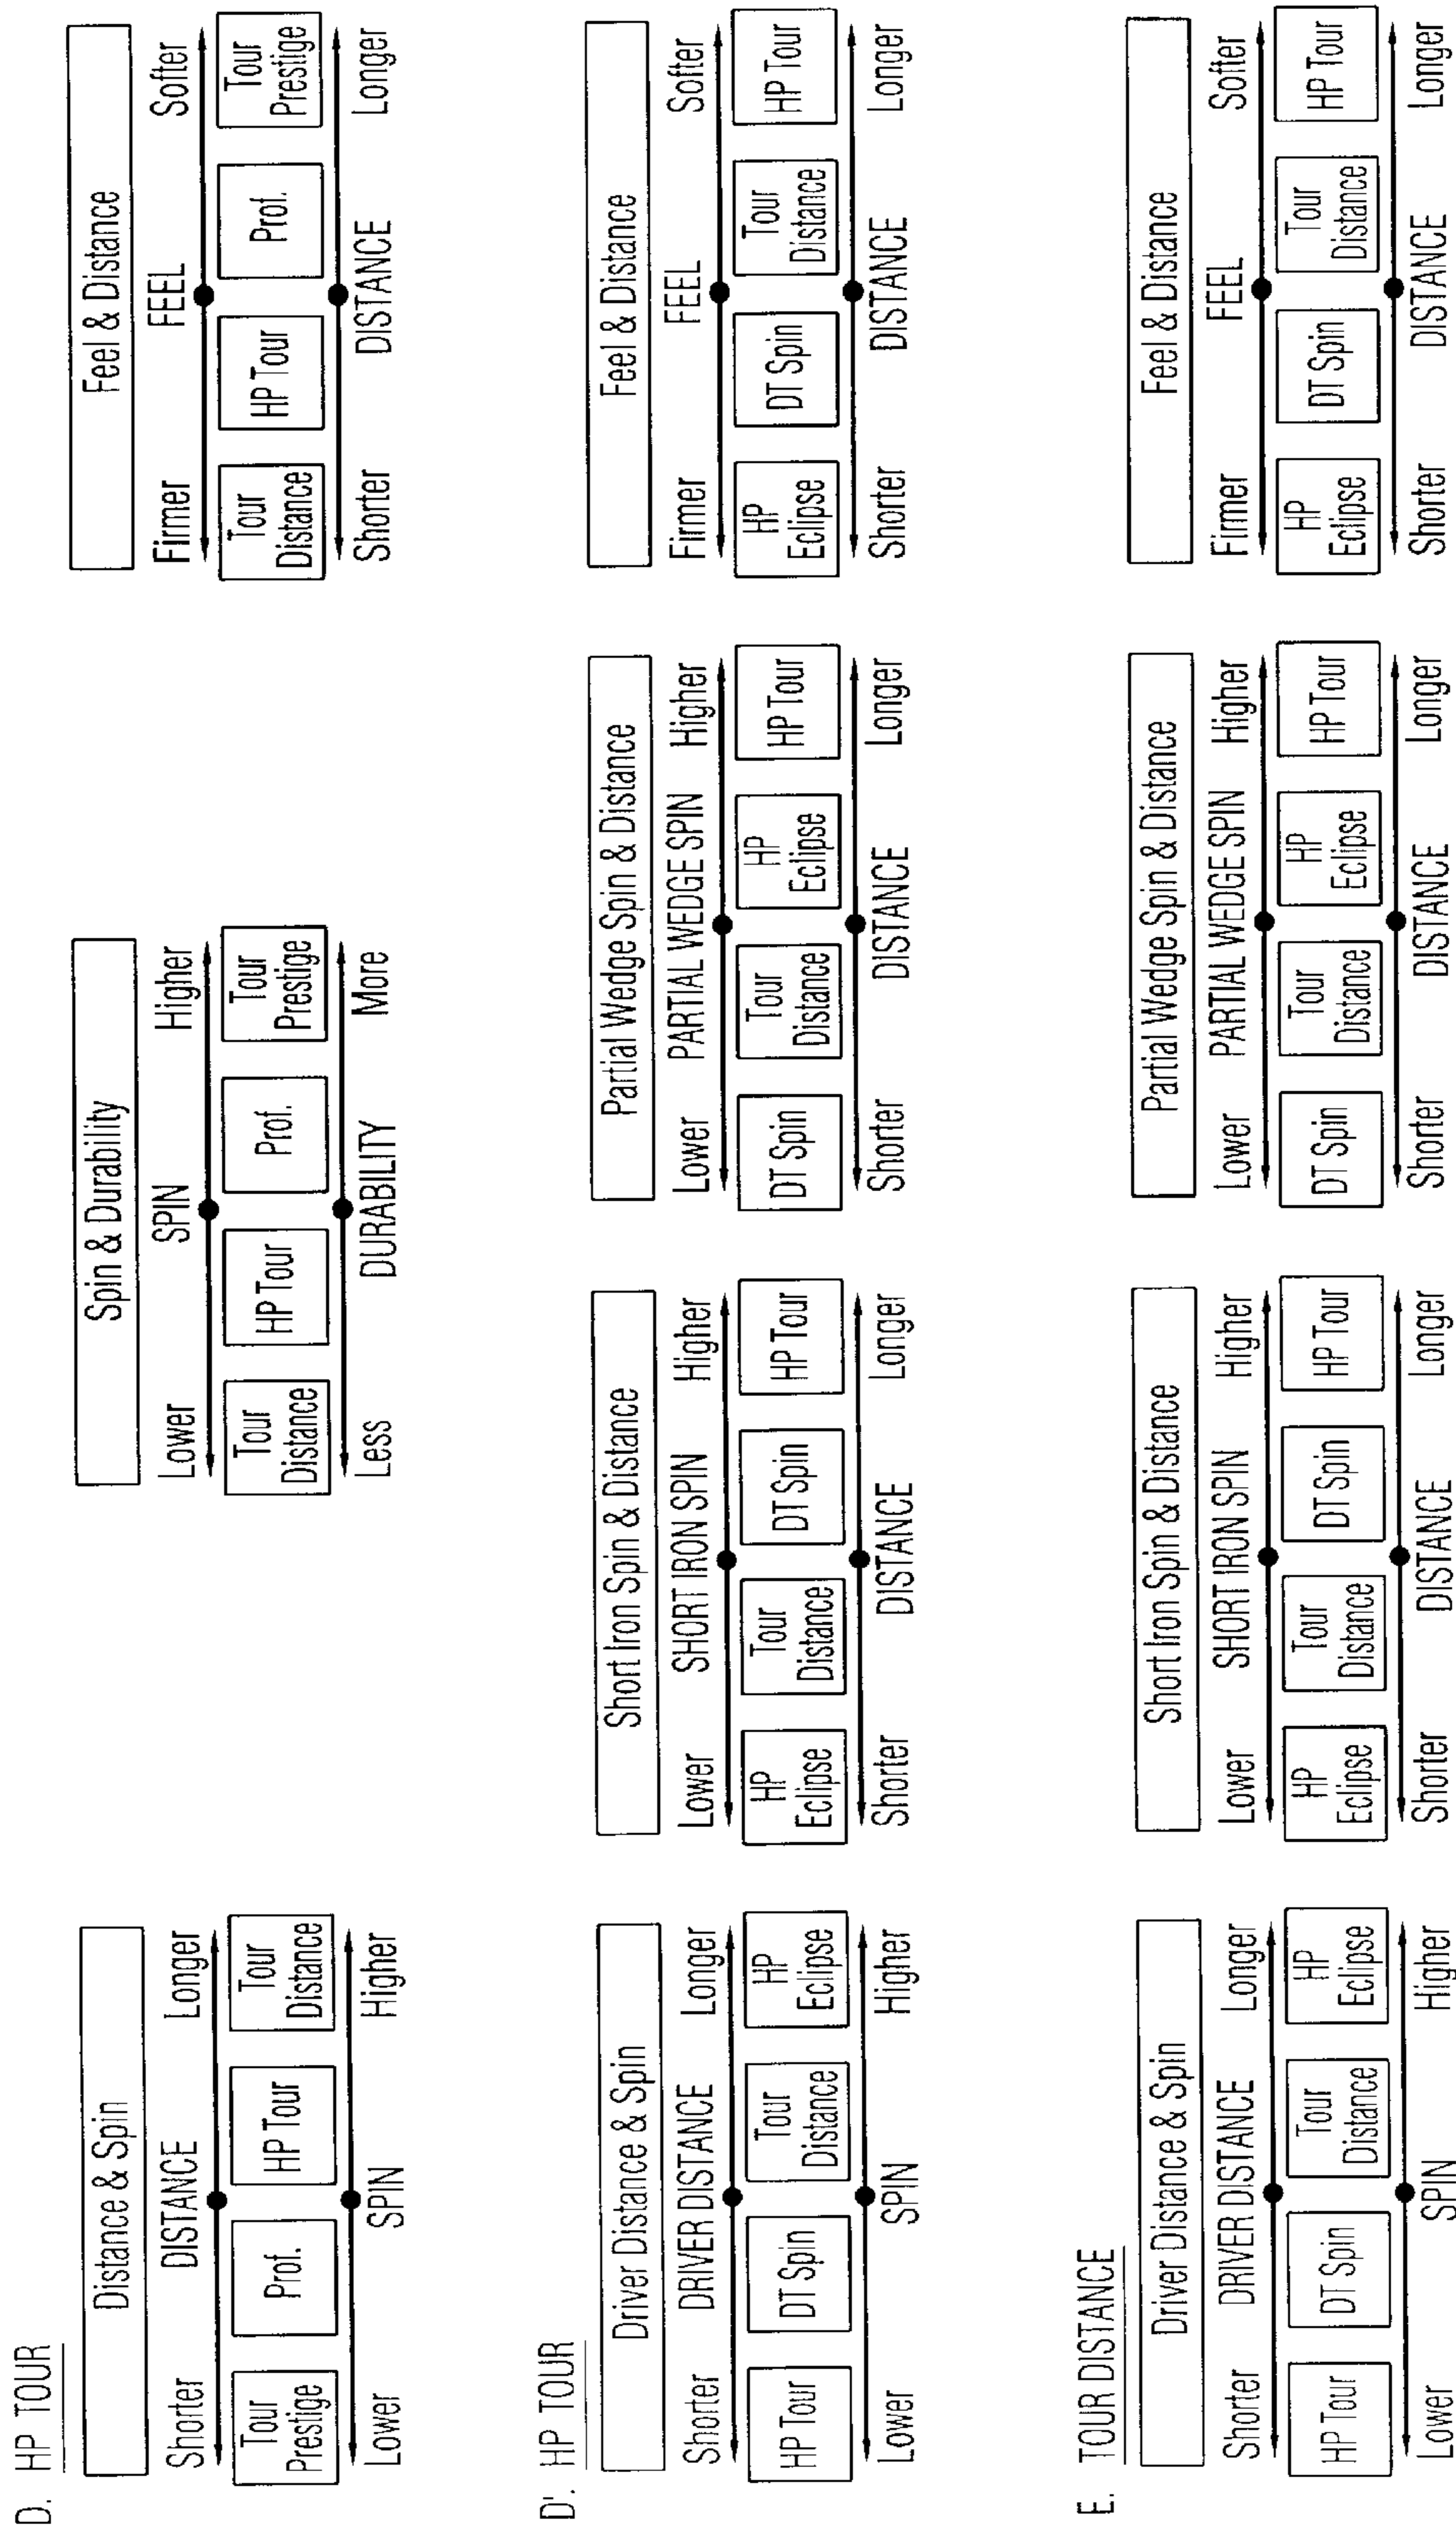 D. HP TOUR
Distance & Spin
Shorter DISTANCE Longer
Tour Prestige Prof. HP Tour Tour Distance
Lower SPIN Higher
Spin & Durability
Lower SPIN Higher
Tour Distance HP Tour Prof. Tour Prestige
Less DURABILITY More
Feel & Distance
Firmer FEEL Softer
Tour Distance HP Tour Prof. Tour Prestige
Shorter DISTANCE Longer
D'. HP TOUR
Driver Distance & Spin
Shorter DRIVER DISTANCE Longer
HP Tour DT Spin Tour Distance HP Eclipse
Lower SPIN Higher
Short Iron Spin & Distance
Lower SHORT IRON SPIN Higher
HP Eclipse Tour Distance DT Spin HP Tour
Shorter DISTANCE Longer
Partial Wedge Spin & Distance
Lower PARTIAL WEDGE SPIN Higher
DT Spin Tour Distance HP Eclipse HP Tour
Shorter DISTANCE Longer
Feel & Distance
Firmer FEEL Softer
HP Eclipse DT Spin Tour Distance HP Tour
Shorter DISTANCE Longer
E. TOUR DISTANCE
Driver Distance & Spin
Shorter DRIVER DISTANCE Longer
HP Tour DT Spin Tour Distance HP Eclipse
Lower SPIN Higher
Short Iron Spin & Distance
Lower SHORT IRON SPIN Higher
HP Eclipse Tour Distance DT Spin HP Tour
Shorter DISTANCE Longer
Partial Wedge Spin & Distance
Lower PARTIAL WEDGE SPIN Higher
DT Spin Tour Distance HP Eclipse HP Tour
Shorter DISTANCE Longer
Feel & Distance
Firmer FEEL Softer
HP Eclipse DT Spin Tour Distance HP Tour
Shorter DISTANCE Longer